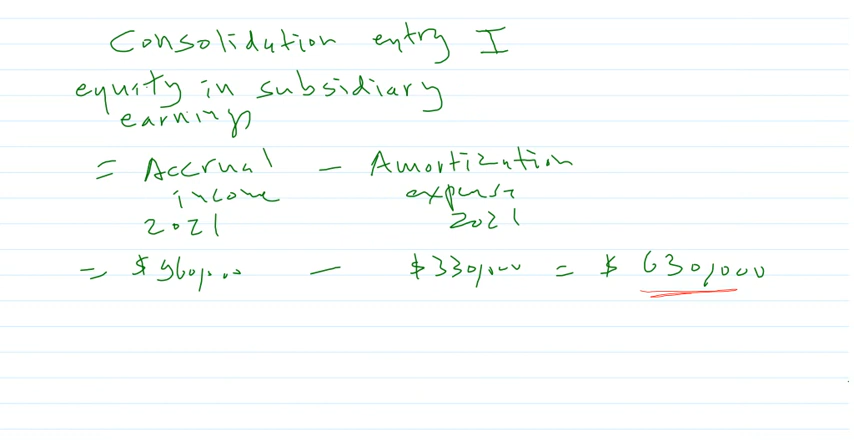 Consolidation entry I
equity in subsidiary
earnings
= Accrual - Amortization
income expense
2021 2021
= $960,000 - $330,000 = $ 630,000